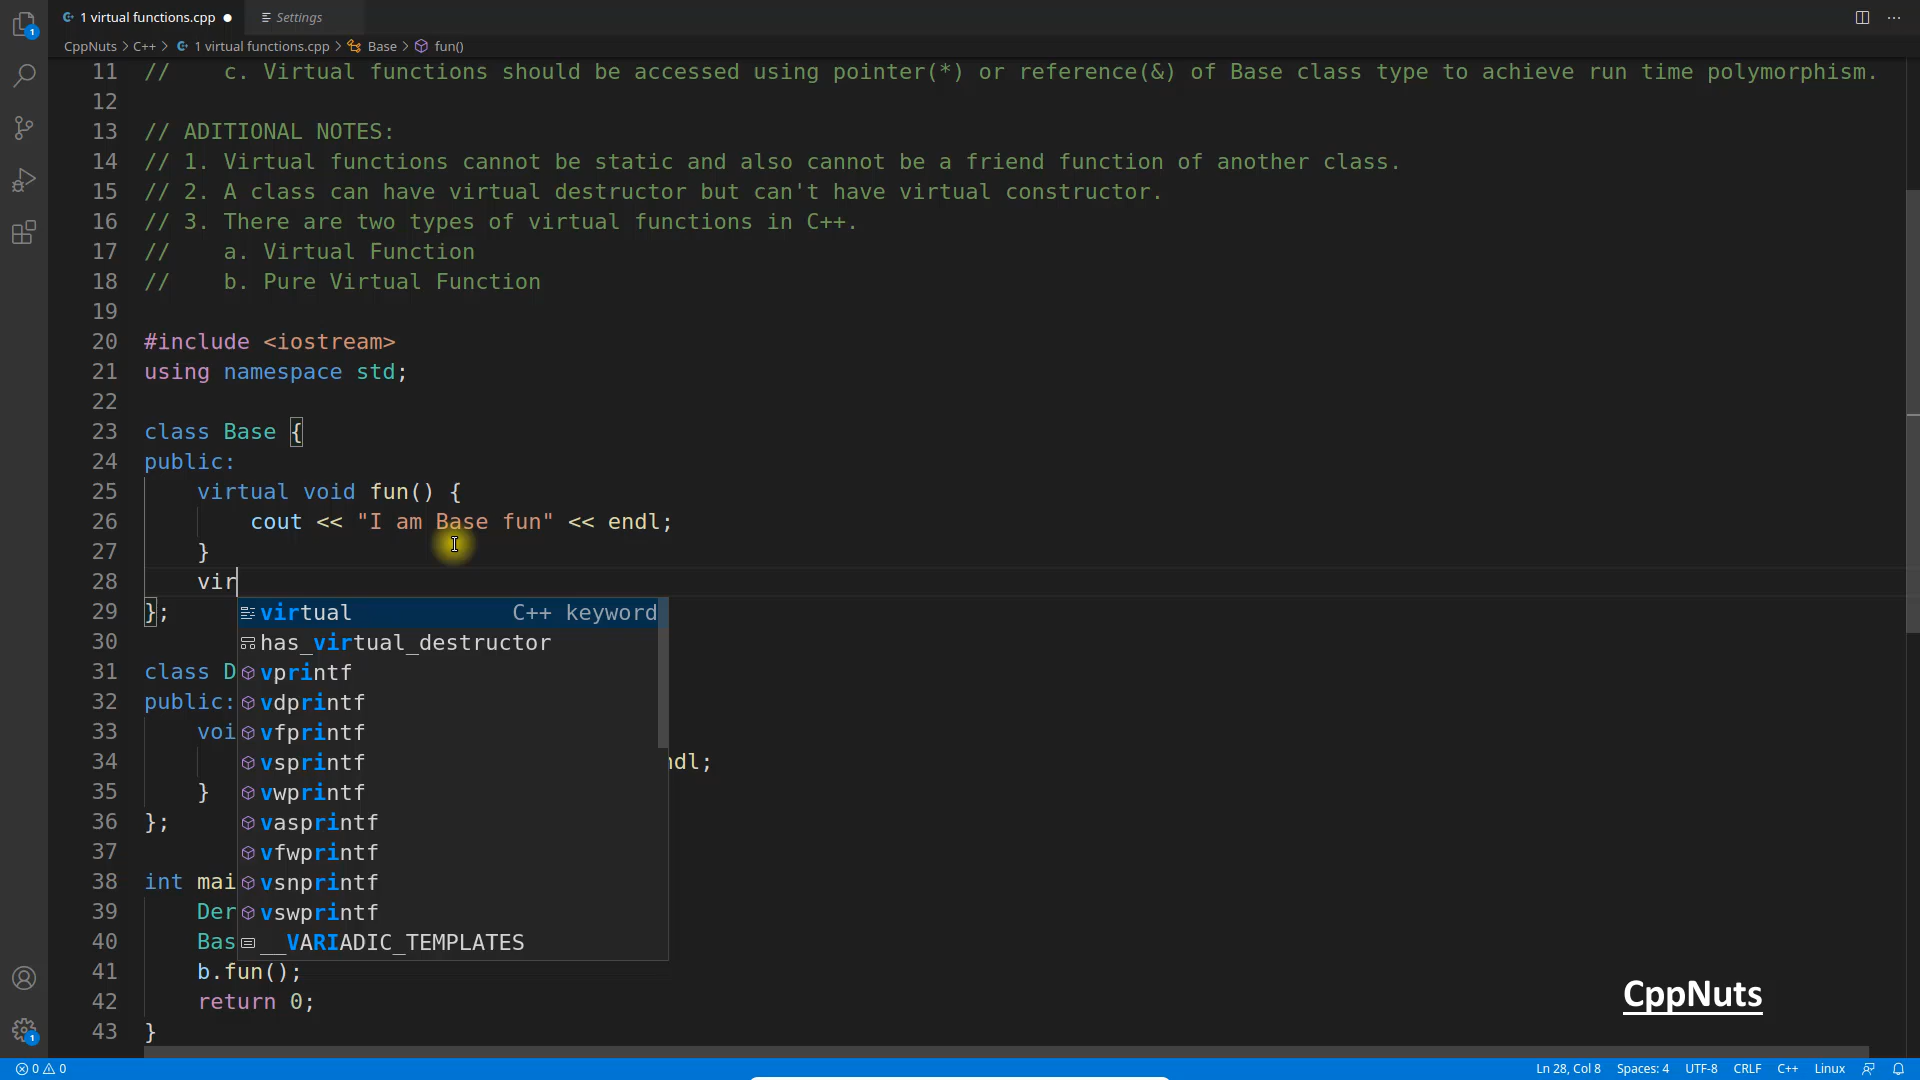 1 virtual functions.cpp ● Settings
CppNuts > C++ > 1 virtual functions.cpp > Base > fun()
11 //    c. Virtual functions should be accessed using pointer(*) or reference(&) of Base class type to achieve run time polymorphism.
12
13 // ADITIONAL NOTES:
14 // 1. Virtual functions cannot be static and also cannot be a friend function of another class.
15 // 2. A class can have virtual destructor but can't have virtual constructor.
16 // 3. There are two types of virtual functions in C++.
17 //    a. Virtual Function
18 //    b. Pure Virtual Function
19
20 #include <iostream>
21 using namespace std;
22
23 class Base {
24 public:
25     virtual void fun() {
26         cout << "I am Base fun" << endl;
27     }
28     vir
29 };
virtual C++ keyword
30
has_virtual_destructor
31 class D
vprintf
32 public:
vdprintf
33     voi
vfprintf
34 ndl;
vsprintf
35     }
vwprintf
36 };
vasprintf
37
vfwprintf
38 int mai
vsnprintf
39     Der
vswprintf
40     Bas
__VARIADIC_TEMPLATES
41     b.fun();
42     return 0;
43 }
CppNuts
1
1
0 0 Ln 28, Col 8 Spaces: 4 UTF-8 CRLF C++ Linux